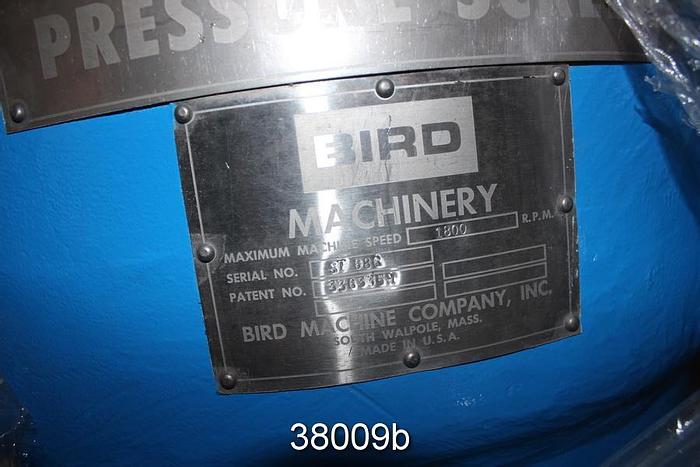 PRESSURE
BIRD
MACHINERY
MAXIMUM MACHINE SPEED 1800 R.P.M.
SERIAL NO. ST
PATENT NO.
BIRD MACHINE COMPANY, INC.
SOUTH WALPOLE, MASS.
MADE IN U.S.A.
38009b